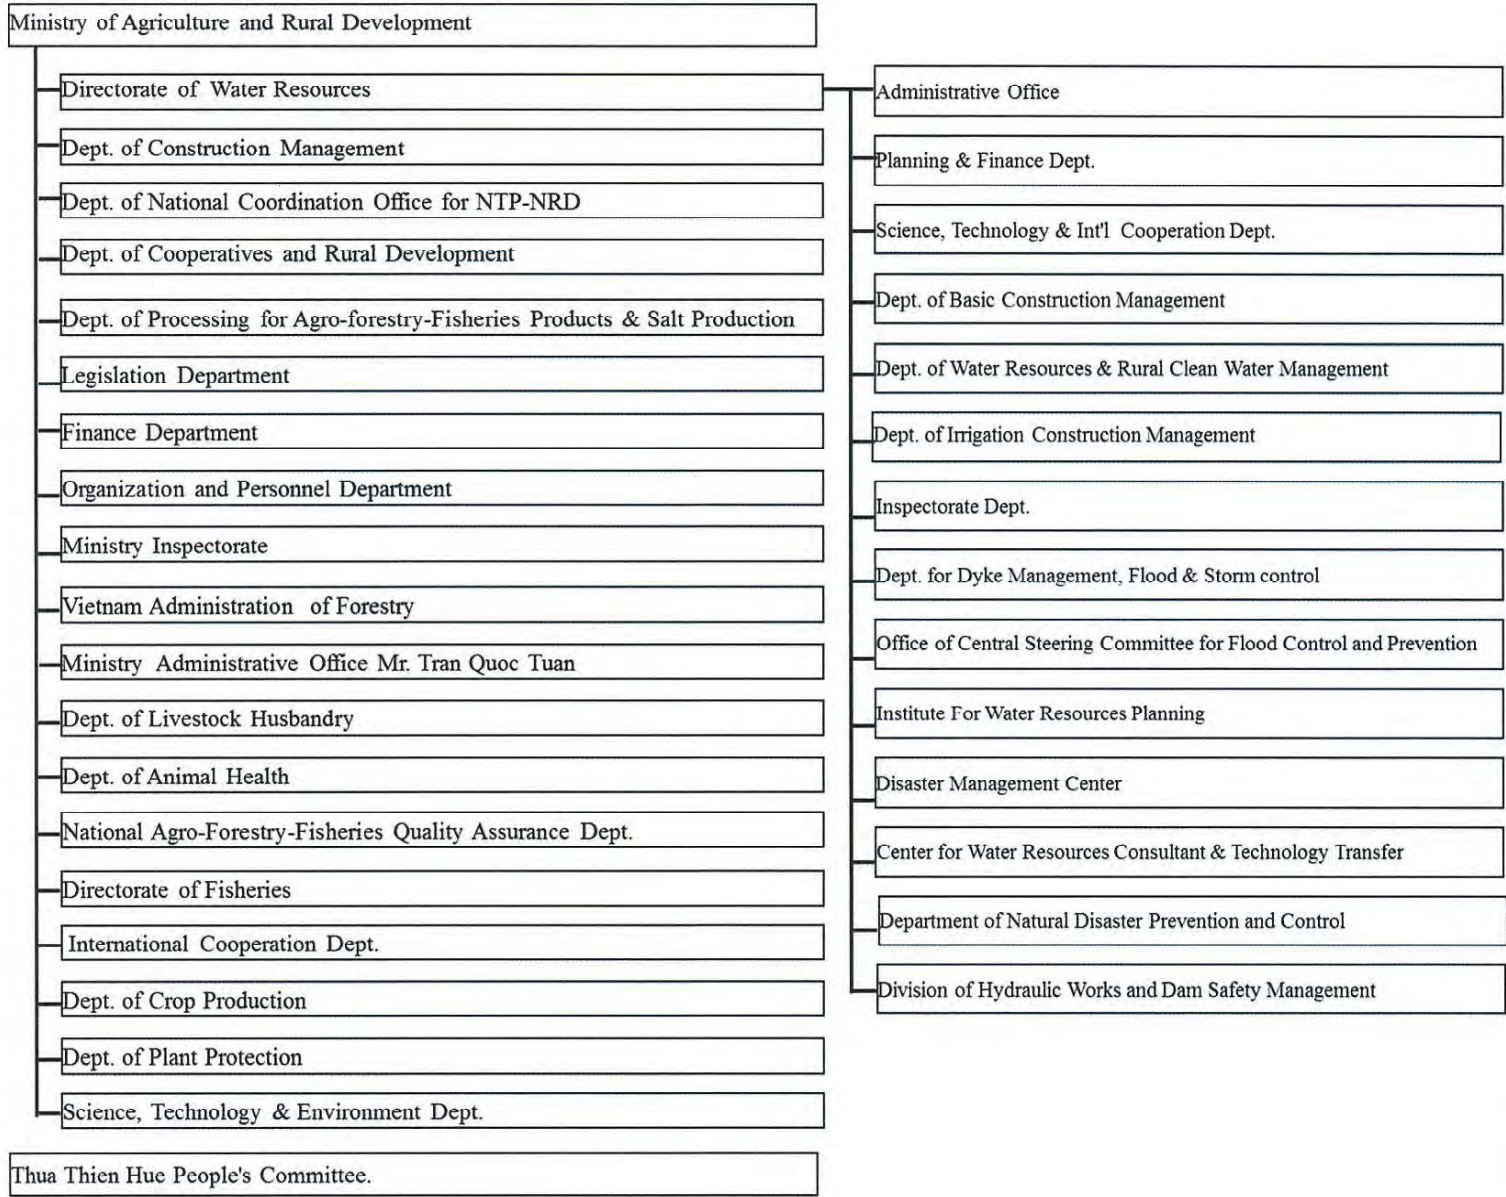 Ministry of Agriculture and Rural Development
Directorate of Water Resources
Dept. of Construction Management
Dept. of National Coordination Office for NTP-NRD
Dept. of Cooperatives and Rural Development
Dept. of Processing for Agro-forestry-Fisheries Products & Salt Production
Legislation Department
Finance Department
Organization and Personnel Department
Ministry Inspectorate
Vietnam Administration of Forestry
Ministry Administrative Office Mr. Tran Quoc Tuan
Dept. of Livestock Husbandry
Dept. of Animal Health
National Agro-Forestry-Fisheries Quality Assurance Dept.
Directorate of Fisheries
International Cooperation Dept.
Dept. of Crop Production
Dept. of Plant Protection
Science, Technology & Environment Dept.
Thua Thien Hue People's Committee.
Administrative Office
Planning & Finance Dept.
Science, Technology & Int'l Cooperation Dept.
Dept. of Basic Construction Management
Dept. of Water Resources & Rural Clean Water Management
Dept. of Irrigation Construction Management
Inspectorate Dept.
Dept. for Dyke Management, Flood & Storm control
Office of Central Steering Committee for Flood Control and Prevention
Institute For Water Resources Planning
Disaster Management Center
Center for Water Resources Consultant & Technology Transfer
Department of Natural Disaster Prevention and Control
Division of Hydraulic Works and Dam Safety Management